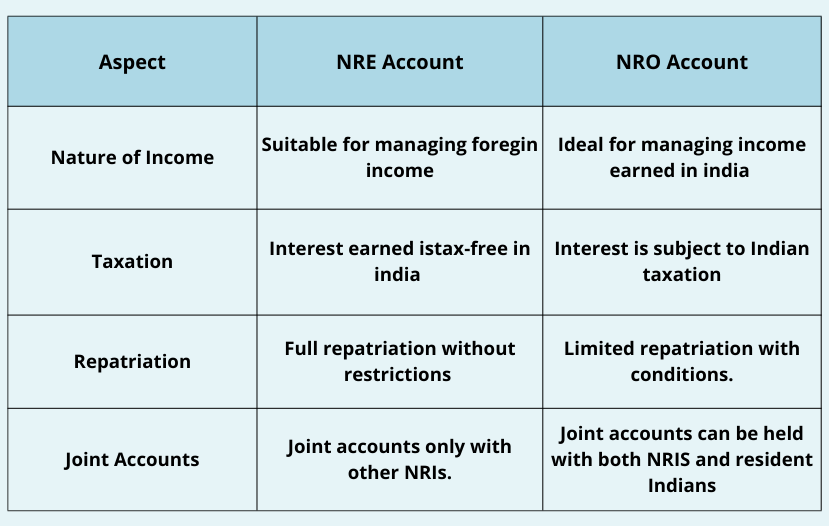 Aspect
NRE Account
NRO Account
Nature of Income
Suitable for managing foregin
income
Ideal for managing income
earned in india
Taxation
Interest earned istax-free in
india
Interest is subject to Indian
taxation
Repatriation
Full repatriation without
restrictions
Limited repatriation with
conditions.
Joint Accounts
Joint accounts only with
other NRIs.
Joint accounts can be held
with both NRIS and resident
Indians